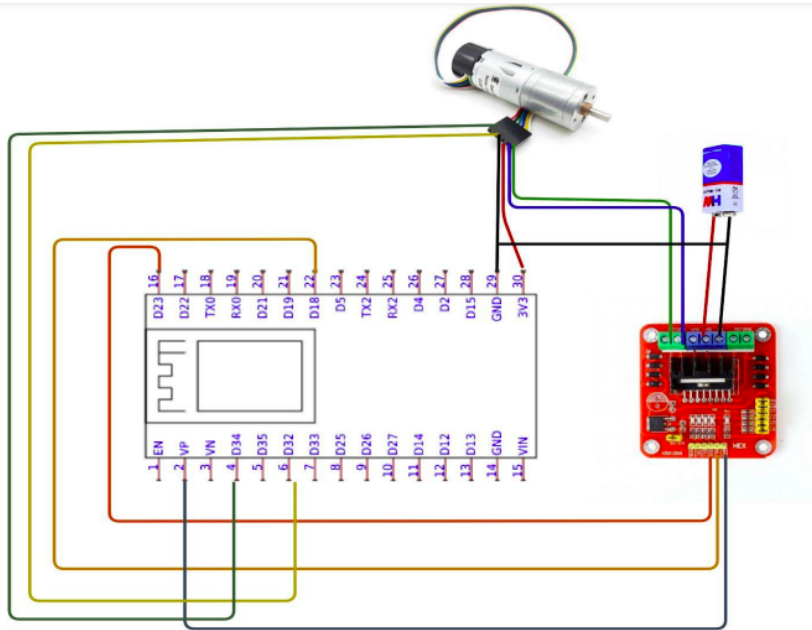 HW
16 17 18 19 20 21 22 23 24 25 26 27 28 29 30
D23 D22 TX0 RX0 D21 D19 D18 D5 TX2 RX2 D4 D2 D15 GND 3V3
EN VP VN D34 D35 D32 D33 D25 D26 D27 D14 D12 D13 GND VIN
1 2 3 4 5 6 7 8 9 10 11 12 13 14 15